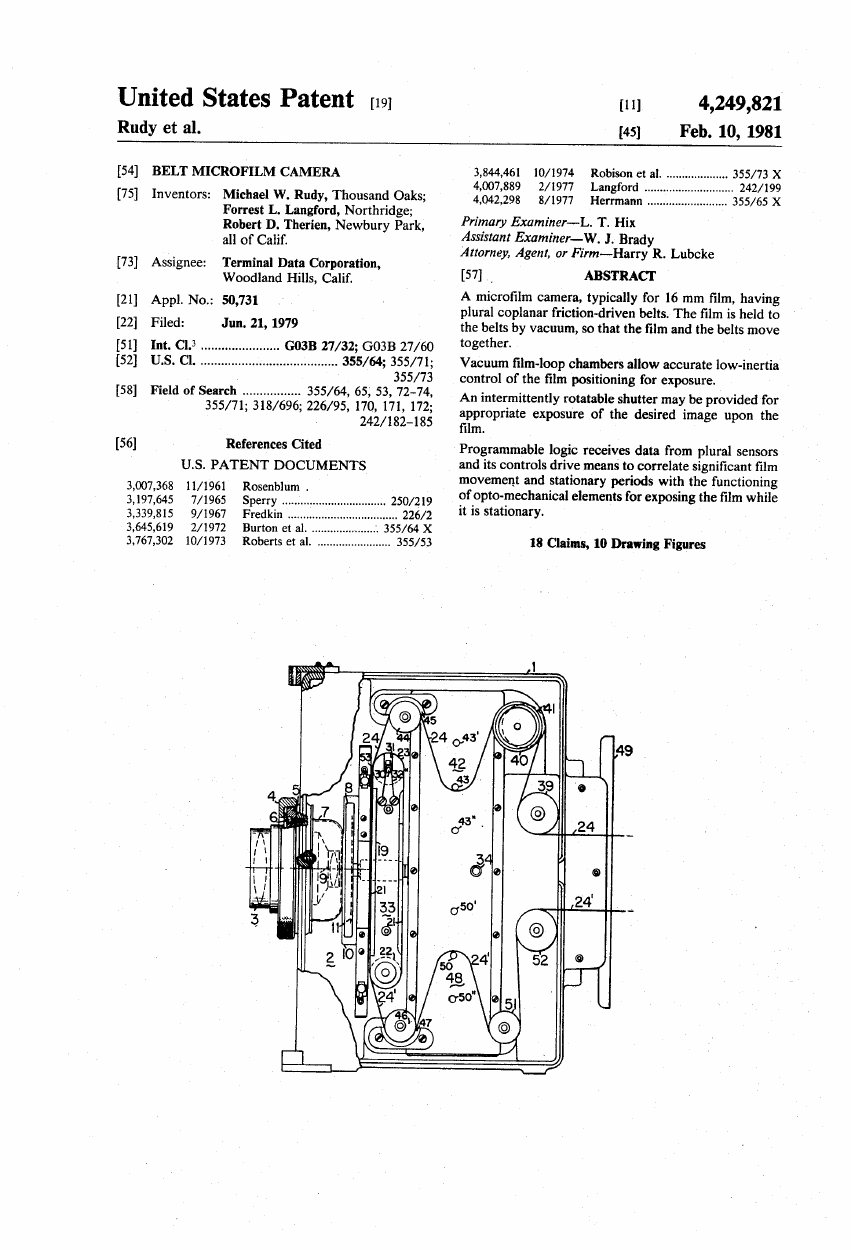 United States Patent [19]
[11] 4,249,821
Rudy et al.
[45] Feb. 10, 1981
[54] BELT MICROFILM CAMERA
[75] Inventors: Michael W. Rudy, Thousand Oaks;
Forrest L. Langford, Northridge;
Robert D. Therien, Newbury Park,
all of Calif.
[73] Assignee: Terminal Data Corporation,
Woodland Hills, Calif.
[21] Appl. No.: 50,731
[22] Filed: Jun. 21, 1979
[51] Int. Cl.³ ....................... G03B 27/32; G03B 27/60
[52] U.S. Cl. ...................................... 355/64; 355/71;
355/73
[58] Field of Search ................. 355/64, 65, 53, 72-74,
355/71; 318/696; 226/95, 170, 171, 172;
242/182-185
[56] References Cited
U.S. PATENT DOCUMENTS
3,007,368 11/1961 Rosenblum .
3,197,645 7/1965 Sperry ................................ 250/219
3,339,815 9/1967 Fredkin ................................... 226/2
3,645,619 2/1972 Burton et al. .................... 355/64 X
3,767,302 10/1973 Roberts et al. ...................... 355/53
3,844,461 10/1974 Robison et al. ................... 355/73 X
4,007,889 2/1977 Langford ........................... 242/199
4,042,298 8/1977 Herrmann ........................ 355/65 X
Primary Examiner—L. T. Hix
Assistant Examiner—W. J. Brady
Attorney, Agent, or Firm—Harry R. Lubcke
[57] ABSTRACT
A microfilm camera, typically for 16 mm film, having
plural coplanar friction-driven belts. The film is held to
the belts by vacuum, so that the film and the belts move
together.
Vacuum film-loop chambers allow accurate low-inertia
control of the film positioning for exposure.
An intermittently rotatable shutter may be provided for
appropriate exposure of the desired image upon the
film.
Programmable logic receives data from plural sensors
and its controls drive means to correlate significant film
movement and stationary periods with the functioning
of opto-mechanical elements for exposing the film while
it is stationary.
18 Claims, 10 Drawing Figures
1
45
41
24
44
24
43'
40
49
31
23
53
42
30
32
43
39
5
4
8
6
7
43"
24
19
34
9
21
33
50'
24'
3
11
21
2
10
22
50
24'
52
48
24'
50"
51
46
47